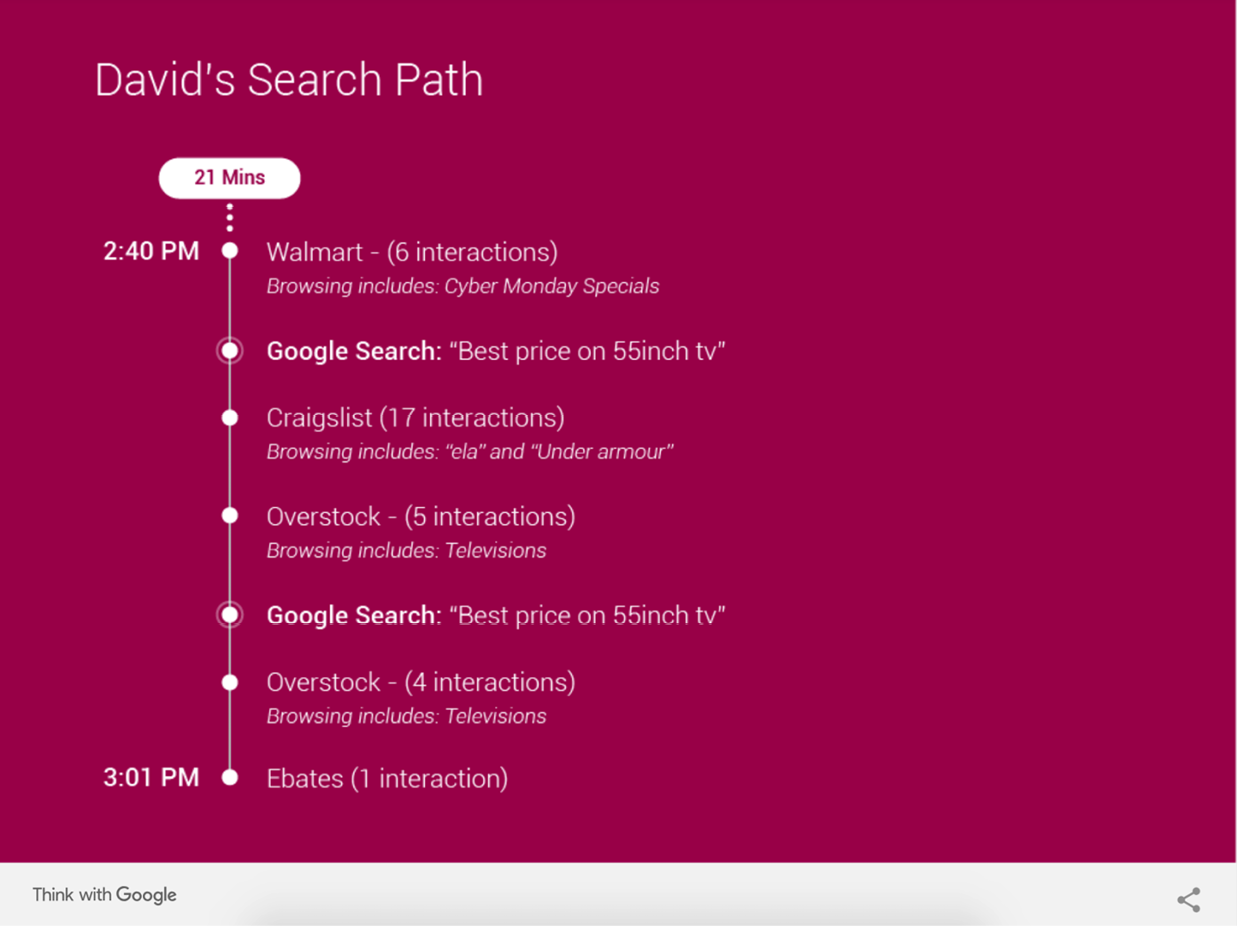 David's Search Path
21 Mins
2:40 PM Walmart - (6 interactions)
Browsing includes: Cyber Monday Specials
Google Search: “Best price on 55inch tv”
Craigslist (17 interactions)
Browsing includes: “ela” and “Under armour”
Overstock - (5 interactions)
Browsing includes: Televisions
Google Search: “Best price on 55inch tv”
Overstock - (4 interactions)
Browsing includes: Televisions
3:01 PM Ebates (1 interaction)
Think with Google